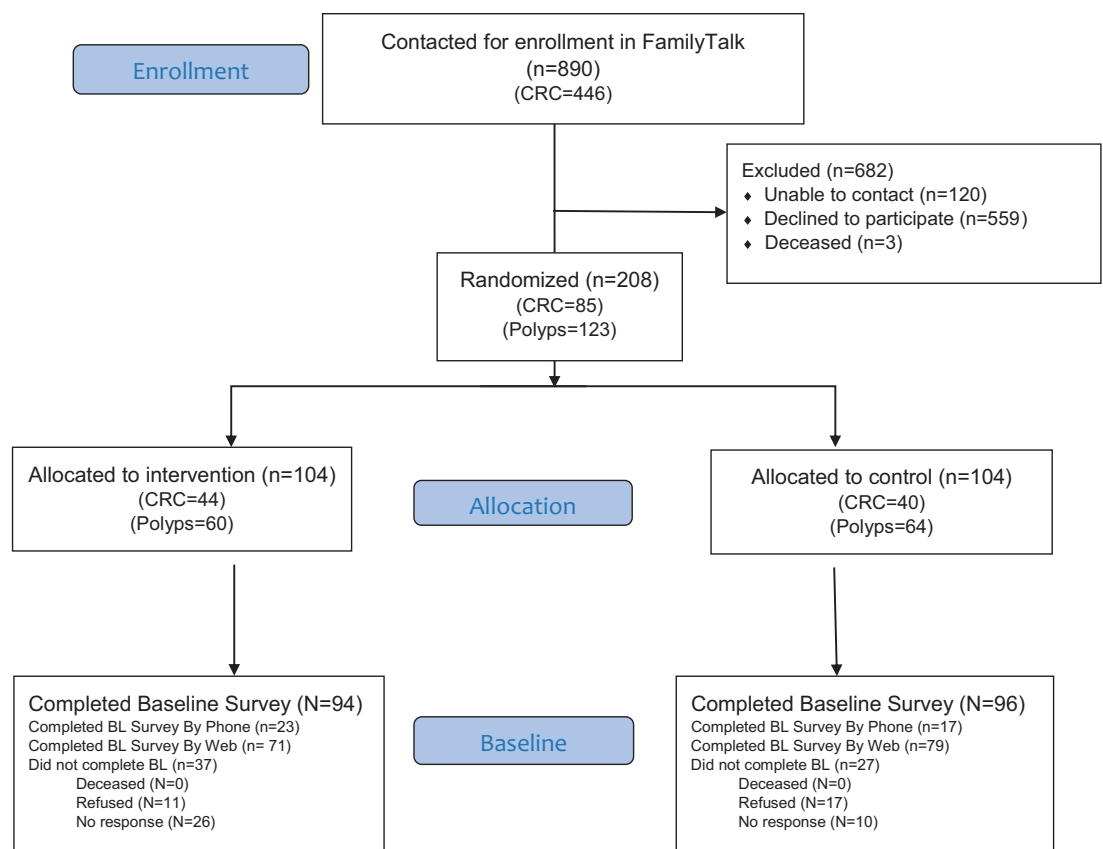 Enrollment
Contacted for enrollment in FamilyTalk
(n=890)
(CRC=446)
Excluded (n=682)
♦ Unable to contact (n=120)
♦ Declined to participate (n=559)
♦ Deceased (n=3)
Randomized (n=208)
(CRC=85)
(Polyps=123)
Allocated to intervention (n=104)
(CRC=44)
(Polyps=60)
Allocation
Allocated to control (n=104)
(CRC=40)
(Polyps=64)
Completed Baseline Survey (N=94)
Completed BL Survey By Phone (n=23)
Completed BL Survey By Web (n= 71)
Did not complete BL (n=37)
Deceased (N=0)
Refused (N=11)
No response (N=26)
Baseline
Completed Baseline Survey (N=96)
Completed BL Survey By Phone (n=17)
Completed BL Survey By Web (n=79)
Did not complete BL (n=27)
Deceased (N=0)
Refused (N=17)
No response (N=10)